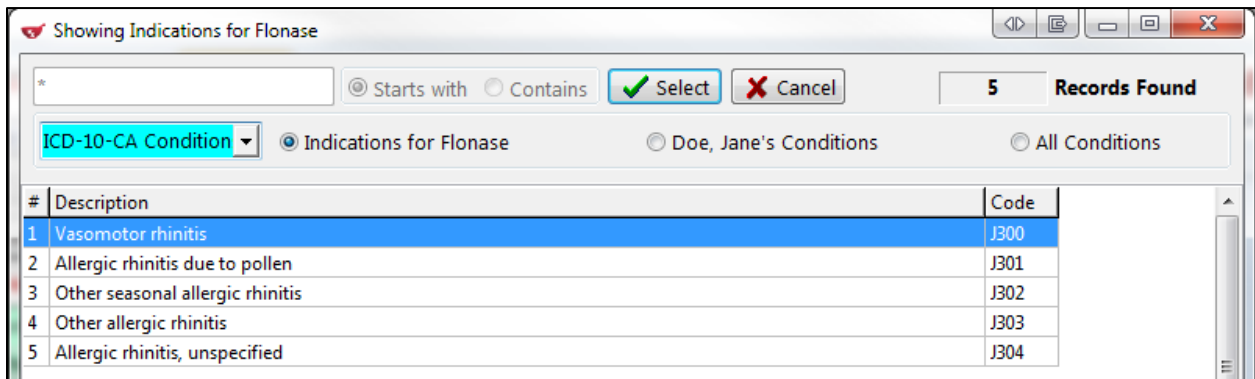 Showing Indications for Flonase
* Starts with Contains Select Cancel 5 Records Found
ICD-10-CA Condition Indications for Flonase Doe, Jane's Conditions All Conditions
# Description Code
1 Vasomotor rhinitis J300
2 Allergic rhinitis due to pollen J301
3 Other seasonal allergic rhinitis J302
4 Other allergic rhinitis J303
5 Allergic rhinitis, unspecified J304